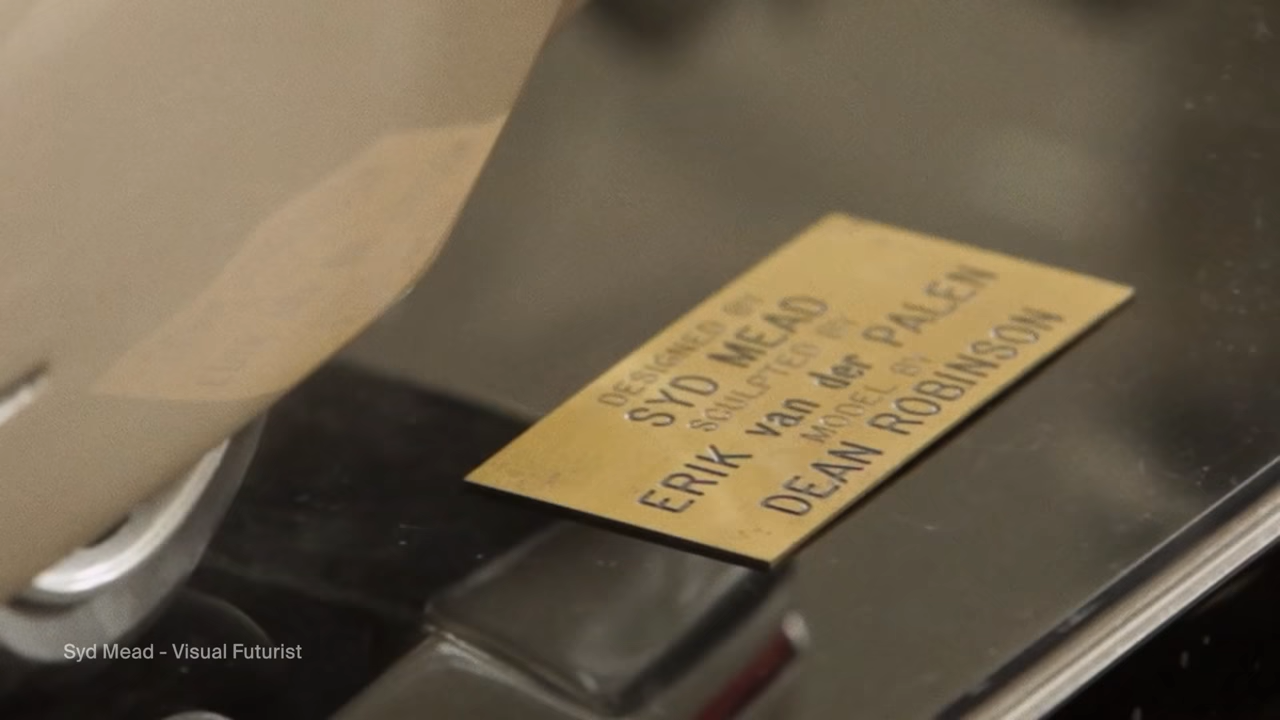 DESIGNED BY
SYD MEAD
SCULPTED BY
ERIK van der PALEN
MODEL BY
DEAN ROBINSON
Syd Mead - Visual Futurist